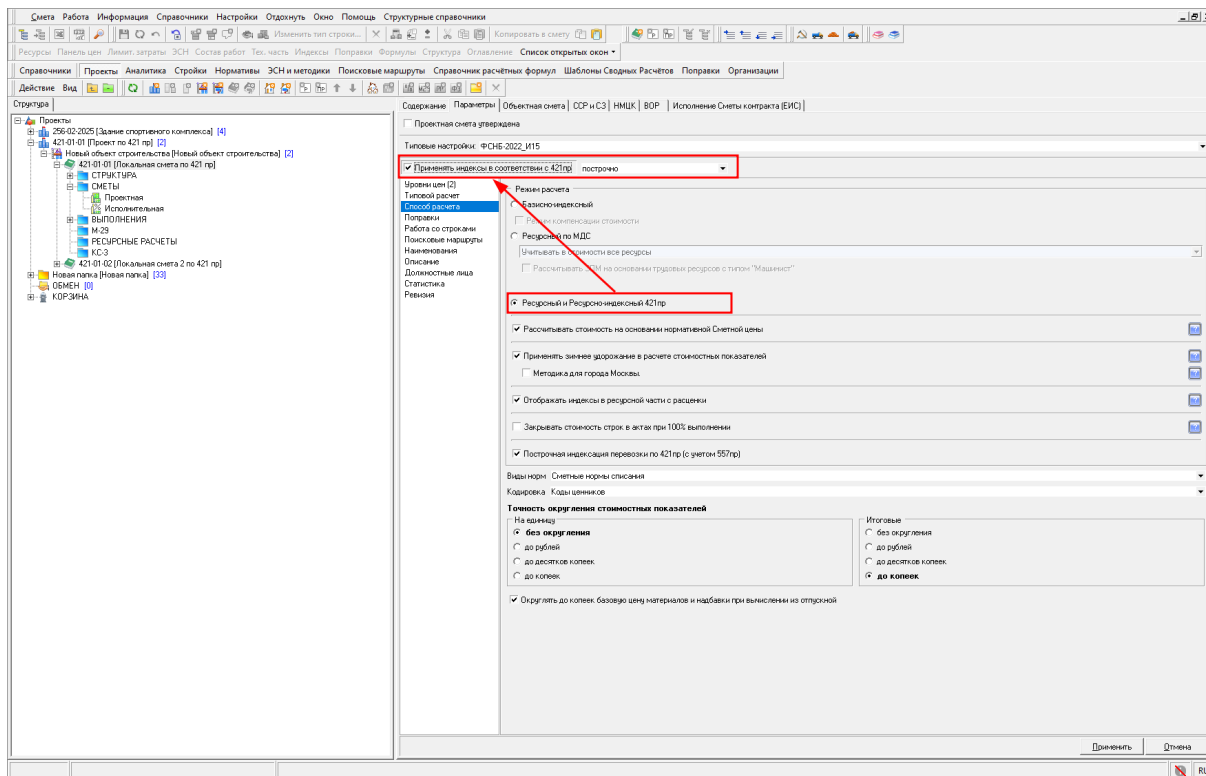 Смета Работа Информация Справочники Настройки Отдохнуть Окно Помощь Структурные справочники
Изменить тип строки... Копировать в смету
Ресурсы Панель цен Лимит. затраты ЭСН Состав работ Тех. часть Индексы Поправки Формулы Структура Оглавление Список открытых окон
Справочники Проекты Аналитика Стройки Нормативы ЭСН и методики Поисковые маршруты Справочник расчётных формул Шаблоны Сводных Расчётов Поправки Организации
Действие Вид
Структура
Проекты
256-02-2025 [Здание спортивного комплекса] [4]
421-01-01 [Проект по 421 пр] [2]
Новый объект строительства [Новый объект строительства] [2]
421-01-01 [Локальная смета по 421 пр]
СТРУКТУРА
СМЕТЫ
Проектная
Исполнительная
ВЫПОЛНЕНИЯ
М-29
РЕСУРСНЫЕ РАСЧЕТЫ
КС-3
421-01-02 [Локальная смета 2 по 421 пр]
Новая папка [Новая папка] [33]
ОБМЕН [0]
КОРЗИНА
Содержание Параметры Объектная смета ССР и СЗ НМЦК ВОР Исполнение Сметы контракта (ЕИС)
Проектная смета утверждена
Типовые настройки: ФСНБ-2022_И15
Применять индексы в соответствии с 421пр построчно
Уровни цен (2)
Типовой расчет
Способ расчета
Поправки
Работа со строками
Поисковые маршруты
Наименования
Описание
Должностные лица
Статистика
Ревизия
Режим расчета
Базисно-индексный
Режим компенсации стоимости
Ресурсный по МДС
Учитывать в стоимости все ресурсы
Рассчитывать ЗПМ на основании трудовых ресурсов с типом "Машинист"
Ресурсный и Ресурсно-индексный 421пр
Рассчитывать стоимость на основании нормативной Сметной цены
Применять зимнее удорожание в расчете стоимостных показателей
Методика для города Москвы.
Отображать индексы в ресурсной части с расценки
Закрывать стоимость строк в актах при 100% выполнении
Построчная индексация перевозки по 421пр (с учетом 557пр)
Виды норм Сметные нормы списания
Кодировка Коды ценников
Точность округления стоимостных показателей
На единицу
без округления
до рублей
до десятков копеек
до копеек
Итоговые
без округления
до рублей
до десятков копеек
до копеек
Округлять до копеек базовую цену материалов и надбавки при вычислении из отпускной
Применить Отмена